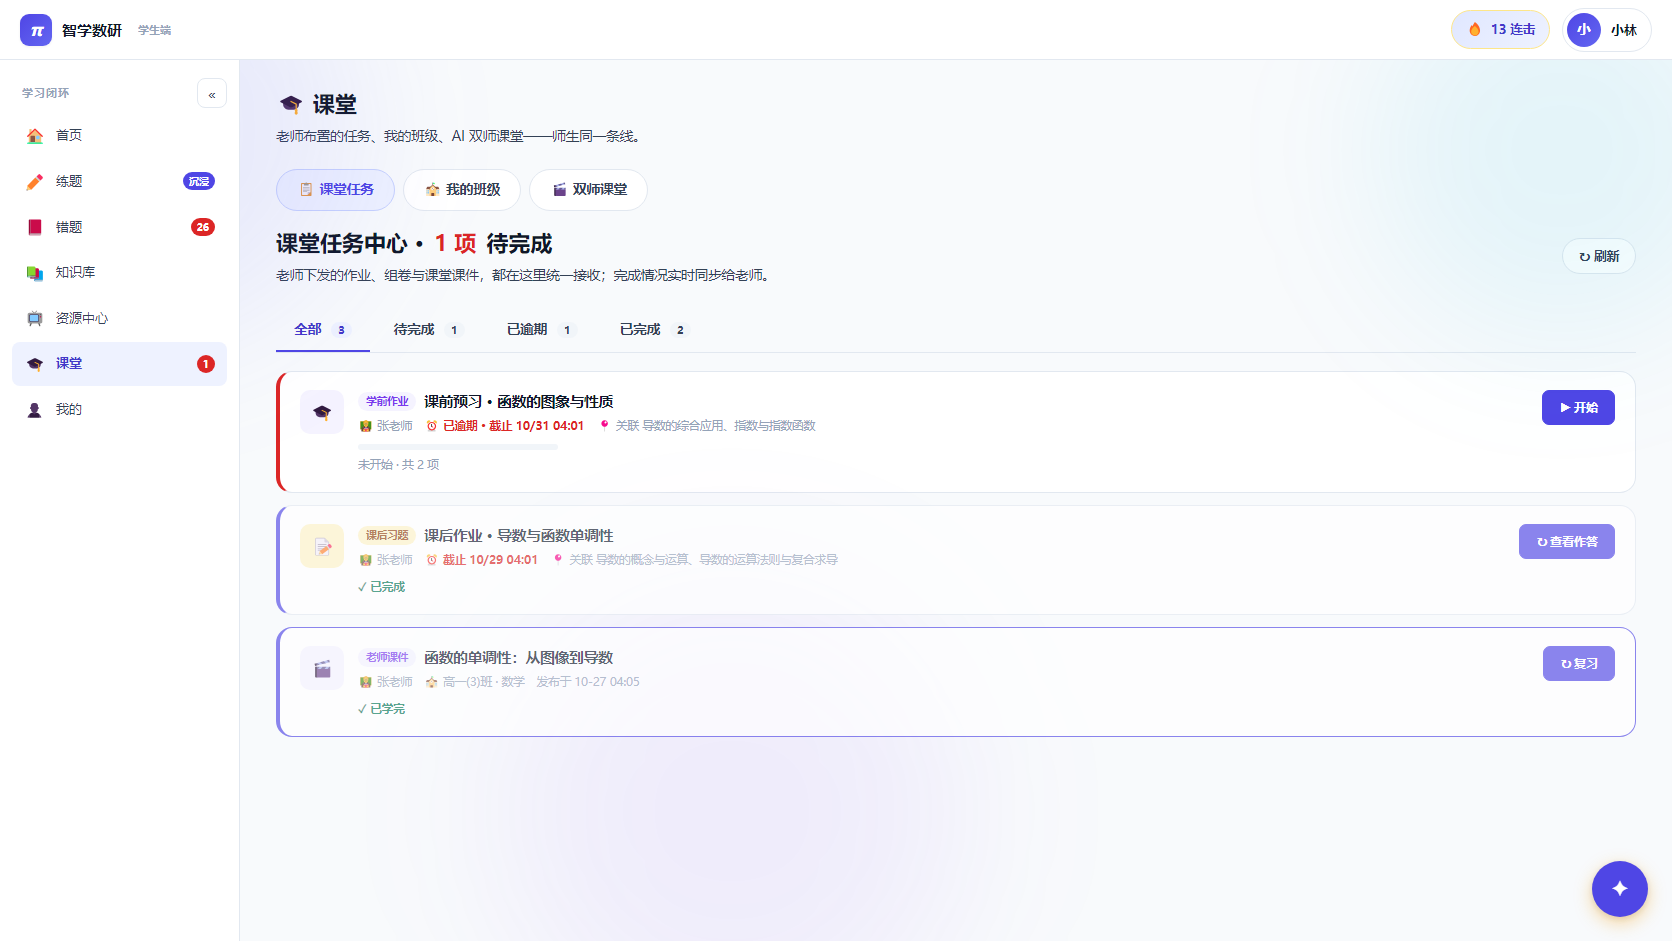 π 智学数研 学生端
13 连击
小 小林
学习闭环 «
首页
练题 沉浸
错题 26
知识库
资源中心
课堂 1
我的
课堂
老师布置的任务、我的班级、AI 双师课堂——师生同一条线。
课堂任务 我的班级 双师课堂
课堂任务中心 · 1 项 待完成
老师下发的作业、组卷与课堂课件，都在这里统一接收；完成情况实时同步给老师。
↻ 刷新
全部 3 待完成 1 已逾期 1 已完成 2
学前作业 课前预习 · 函数的图象与性质
张老师 已逾期 · 截止 10/31 04:01 关联 导数的综合应用、指数与指数函数
未开始 · 共 2 项
▶ 开始
课后习题 课后作业 · 导数与函数单调性
张老师 截止 10/29 04:01 关联 导数的概念与运算、导数的运算法则与复合求导
✓ 已完成
↻ 查看作答
老师课件 函数的单调性：从图像到导数
张老师 高一(3)班 · 数学 发布于 10-27 04:05
✓ 已学完
↻ 复习